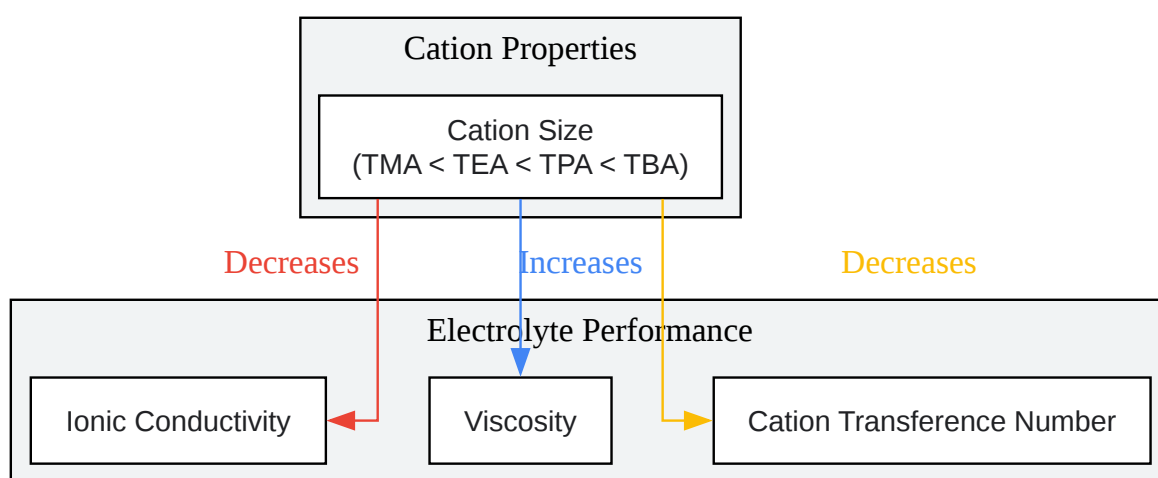 Cation Properties
Cation Size
(TMA < TEA < TPA < TBA)
Decreases
Increases
Decreases
Electrolyte Performance
Ionic Conductivity
Viscosity
Cation Transference Number